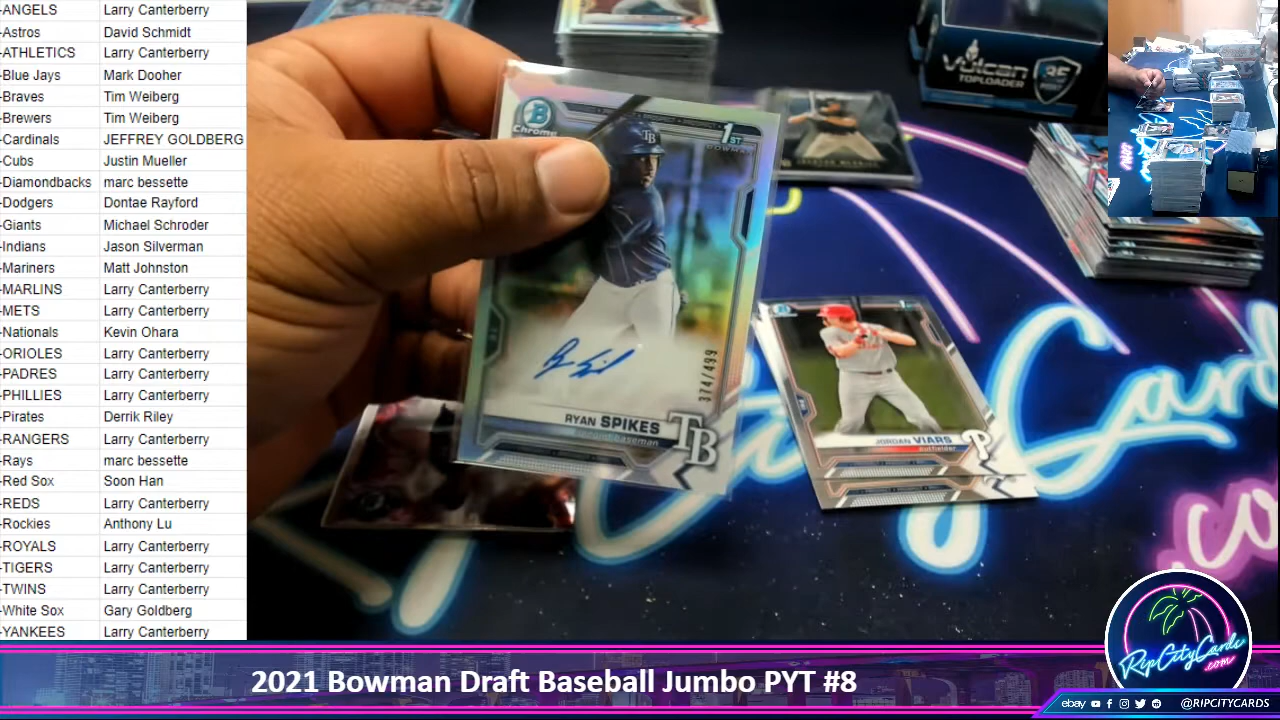 -ANGELS Larry Canterberry
-Astros David Schmidt
-ATHLETICS Larry Canterberry
-Blue Jays Mark Dooher
-Braves Tim Weiberg
-Brewers Tim Weiberg
-Cardinals JEFFREY GOLDBERG
-Cubs Justin Mueller
-Diamondbacks marc bessette
-Dodgers Dontae Rayford
-Giants Michael Schroder
-Indians Jason Silverman
-Mariners Matt Johnston
-MARLINS Larry Canterberry
-METS Larry Canterberry
-Nationals Kevin Ohara
-ORIOLES Larry Canterberry
-PADRES Larry Canterberry
-PHILLIES Larry Canterberry
-Pirates Derrik Riley
-RANGERS Larry Canterberry
-Rays marc bessette
-Red Sox Soon Han
-REDS Larry Canterberry
-Rockies Anthony Lu
-ROYALS Larry Canterberry
-TIGERS Larry Canterberry
-TWINS Larry Canterberry
-White Sox Gary Goldberg
-YANKEES Larry Canterberry
Vulcan
TOPLOADER
35
B
Chrome
1ST
BOWMAN
TB
374/499
RYAN SPIKES
TB
JORDAN VIARS
Outfielder
P
y Card
.co
RipCityCards
.com
2021 Bowman Draft Baseball Jumbo PYT #8
ebay @RIPCITYCARDS